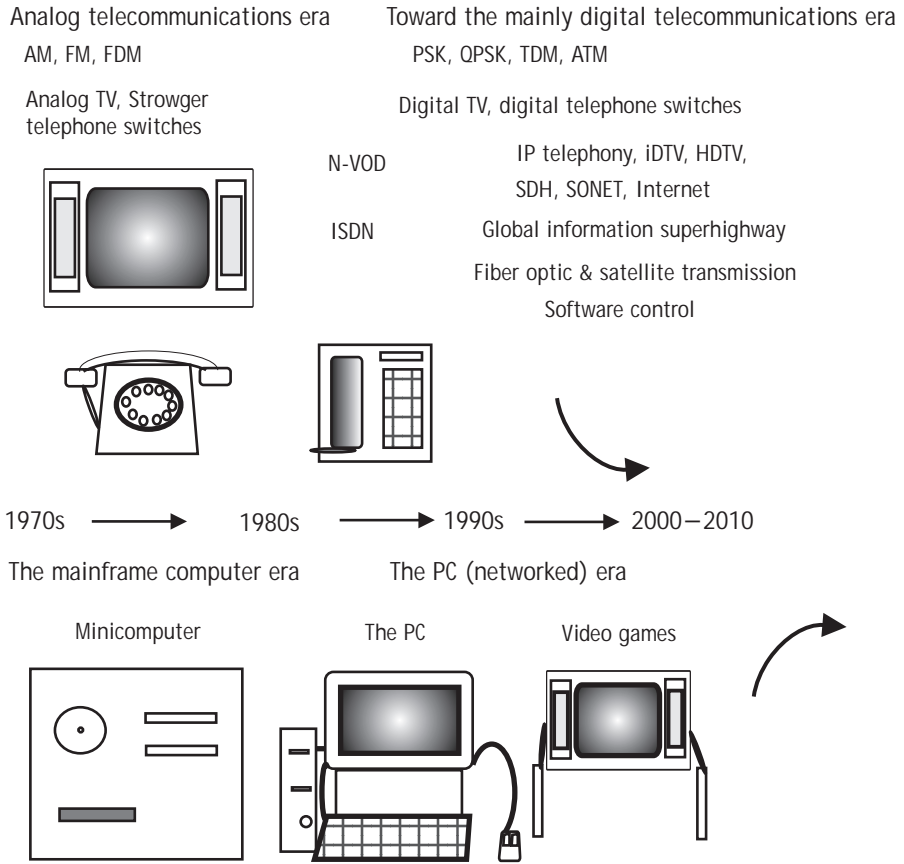 Analog telecommunications era
Toward the mainly digital telecommunications era
AM, FM, FDM
PSK, QPSK, TDM, ATM
Analog TV, Strowger
telephone switches
Digital TV, digital telephone switches
N-VOD
IP telephony, iDTV, HDTV,
SDH, SONET, Internet
ISDN
Global information superhighway
Fiber optic & satellite transmission
Software control
1970s
1980s
1990s
2000–2010
The mainframe computer era
The PC (networked) era
Minicomputer
The PC
Video games